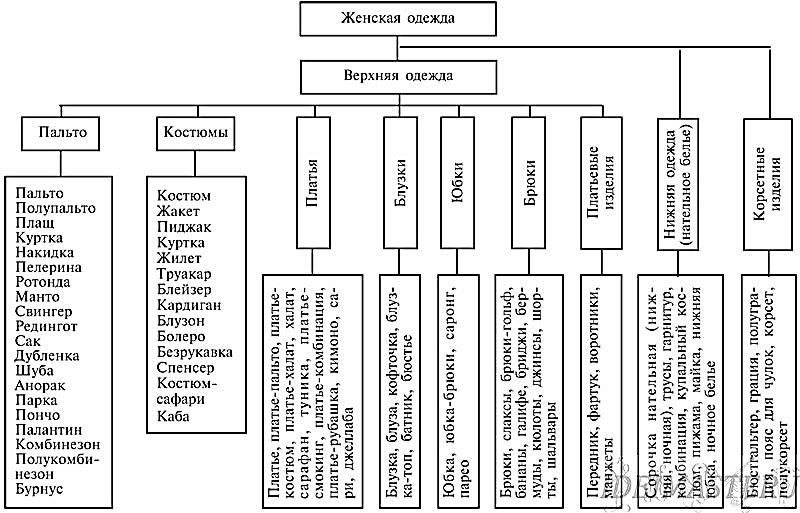 Женская одежда
Верхняя одежда
Пальто
Костюмы
Платья
Блузки
Юбки
Брюки
Платьевые
изделия
Нижняя одежда
(нательное белье)
Корсетные
изделия
Пальто
Полупальто
Плащ
Куртка
Накидка
Пелерина
Ротонда
Манто
Свингер
Редингот
Сак
Дубленка
Шуба
Анорак
Парка
Пончо
Палантин
Комбинезон
Полукомби-
незон
Бурнус
Костюм
Жакет
Пиджак
Куртка
Жилет
Труакар
Блейзер
Кардиган
Блузон
Болеро
Безрукавка
Спенсер
Костюм-
сафари
Каба
Платье, платье-пальто, платье-
костюм, платье-халат, халат,
сарафан, туника, платье-
смокинг, платье-комбинация,
платье-рубашка, кимоно, са-
ри, джеллаба
Блузка, блуза, кофточка, блуз-
ка-топ, батник, бюстье
Юбка, юбка-брюки, саронг,
парео
Брюки, слаксы, брюки-гольф,
бананы, галифе, бриджи, бер-
муды, кюлоты, джинсы, шор-
ты, шальвары
Передник, фартук, воротники,
манжеты
Сорочка нательная (ниж-
няя, ночная), трусы, гарнитур,
комбинация, купальный кос-
тюм, пижама, майка, нижняя
юбка, ночное белье
Бюстгальтер, грация, полугра-
ция, пояс для чулок, корсет,
полукорсет